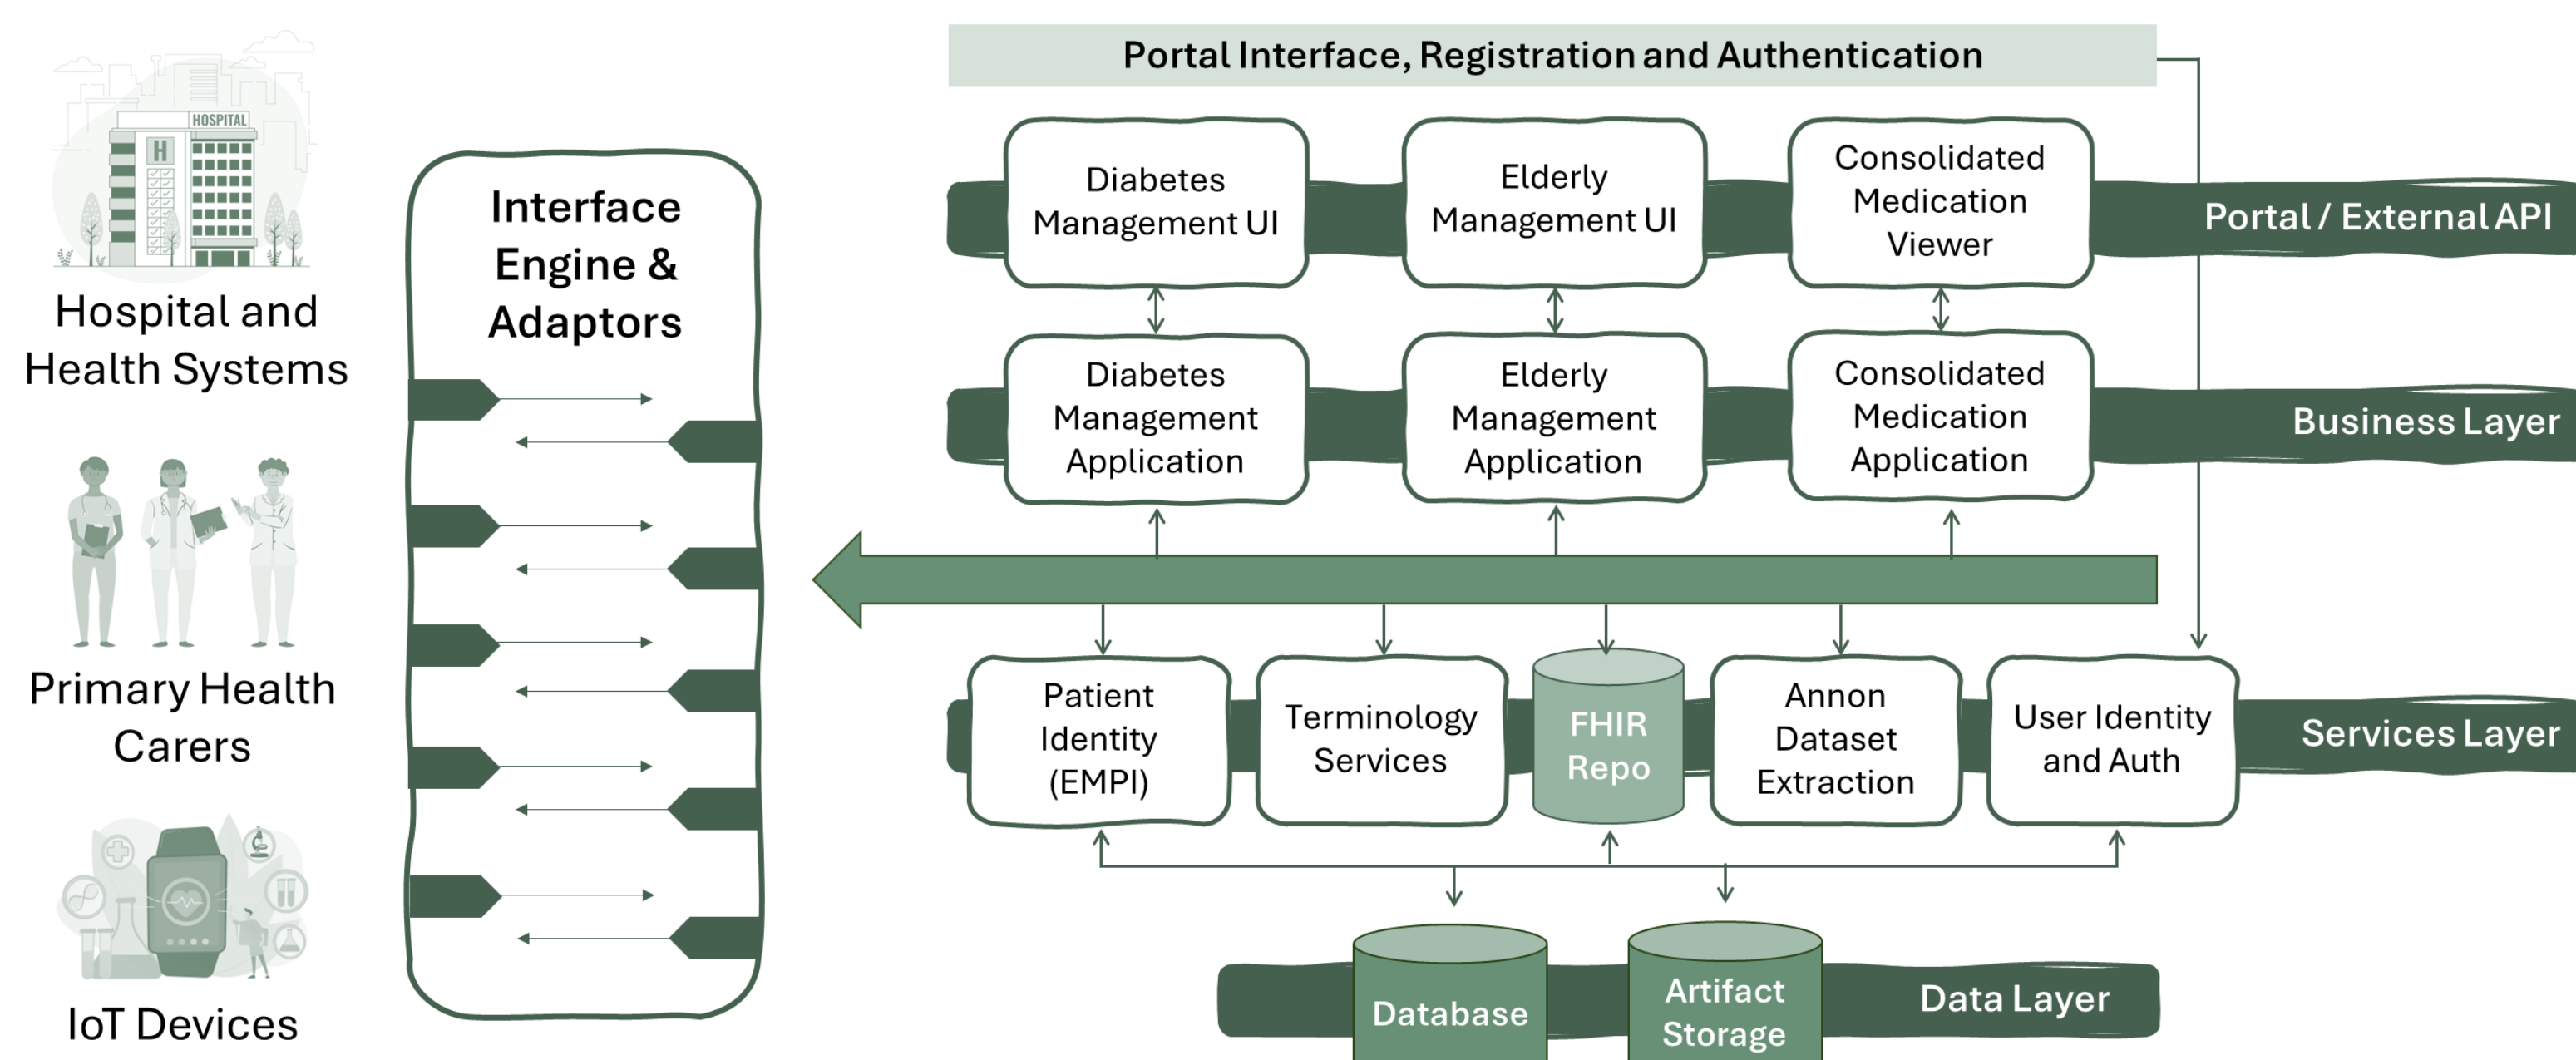 Portal Interface, Registration and Authentication
HOSPITAL
H
Hospital and
Health Systems
Primary Health
Carers
IoT Devices
Interface
Engine &
Adaptors
Diabetes
Management UI
Elderly
Management UI
Consolidated
Medication
Viewer
Portal / External API
Diabetes
Management
Application
Elderly
Management
Application
Consolidated
Medication
Application
Business Layer
Patient
Identity
(EMPI)
Terminology
Services
FHIR
Repo
Annon
Dataset
Extraction
User Identity
and Auth
Services Layer
Database
Artifact
Storage
Data Layer